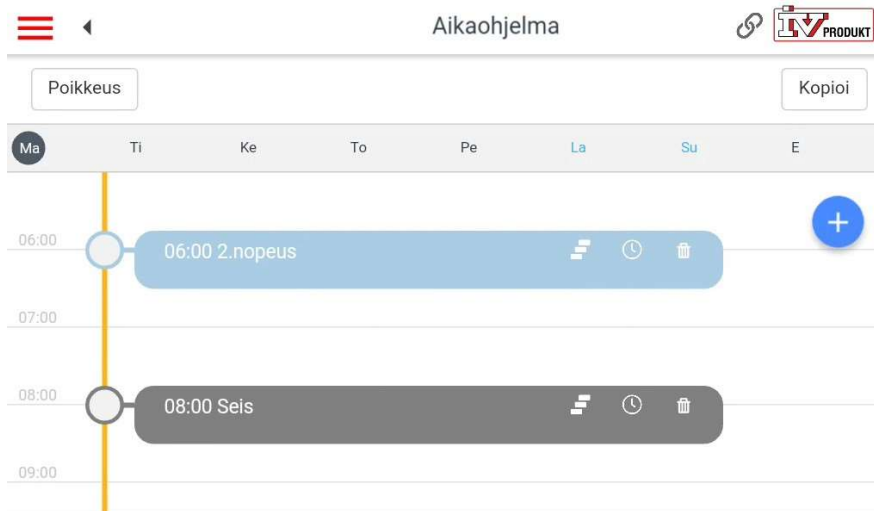 Aikaohjelma
IV PRODUKT
Poikkeus
Kopioi
Ma Ti Ke To Pe La Su E
06:00
06:00 2.nopeus
07:00
08:00
08:00 Seis
09:00